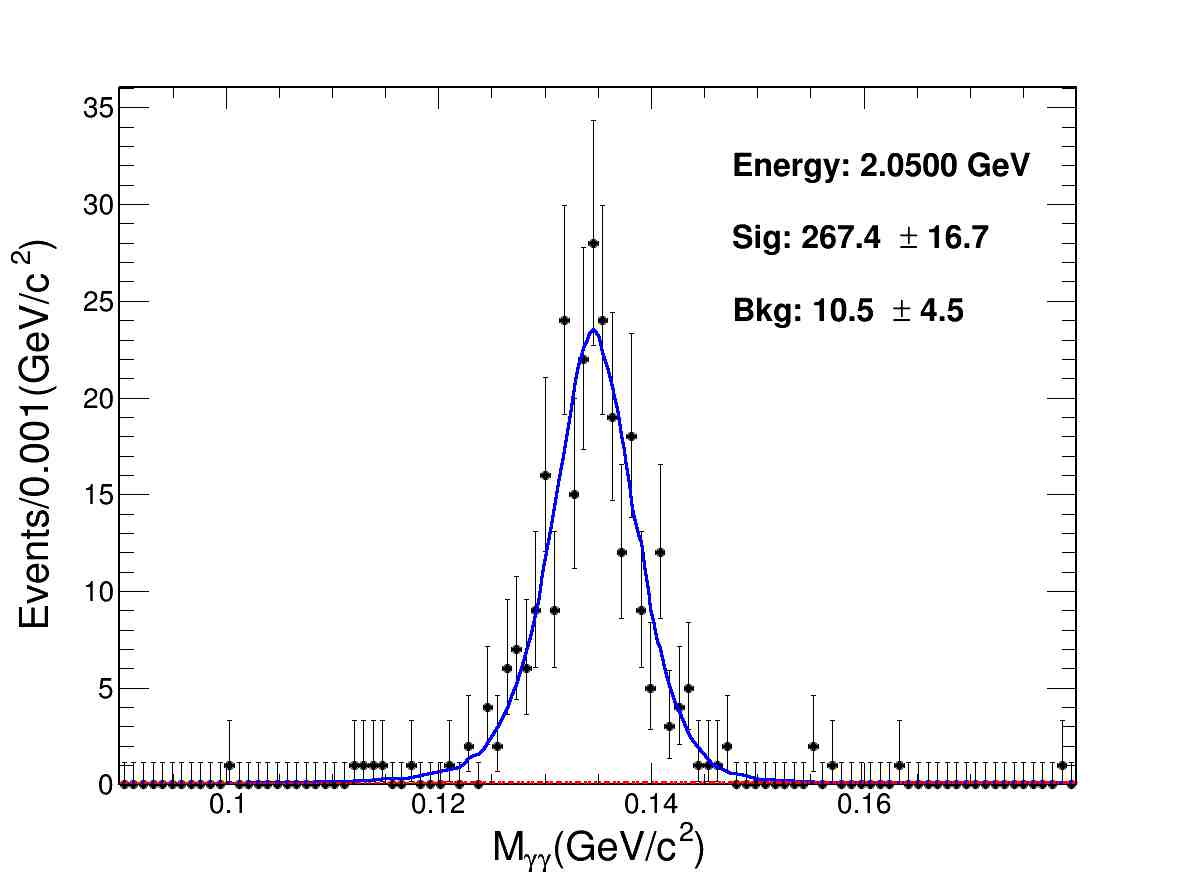 35
30
25
20
15
10
5
0
Energy: 2.0500 GeV
Sig: 267.4 ± 16.7
Bkg: 10.5 ± 4.5
Events/0.001(GeV/c²)
0.1 0.12 0.14 0.16
Mγγ(GeV/c²)